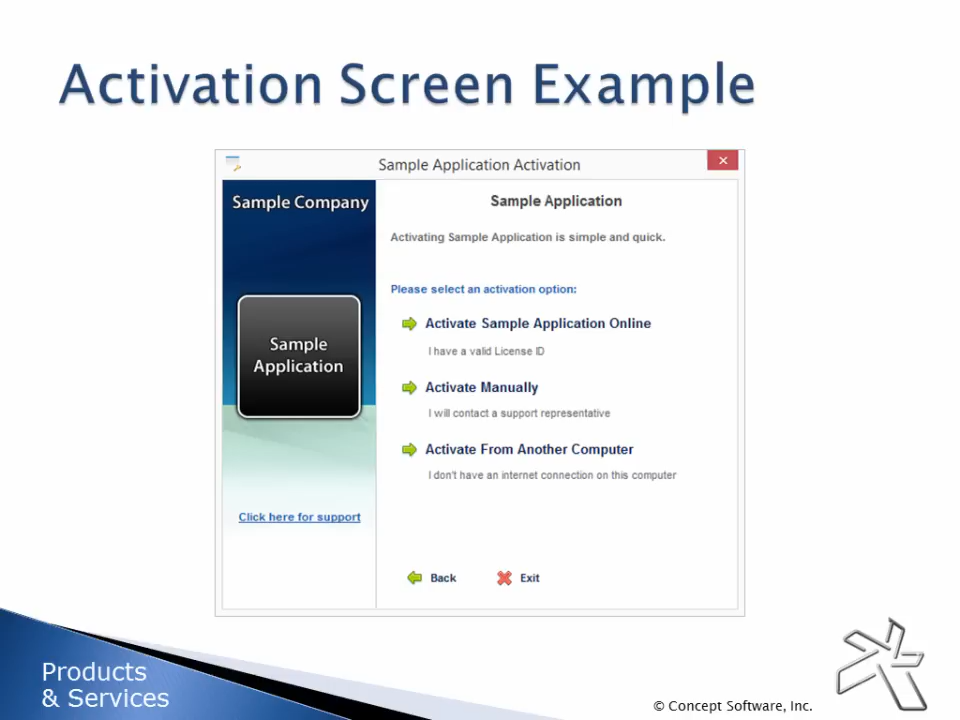 Activation Screen Example
Sample Application Activation
Sample Company
Sample
Application
Click here for support
Sample Application
Activating Sample Application is simple and quick.
Please select an activation option:
Activate Sample Application Online
I have a valid License ID
Activate Manually
I will contact a support representative
Activate From Another Computer
I don't have an internet connection on this computer
Back
Exit
Products
& Services
© Concept Software, Inc.